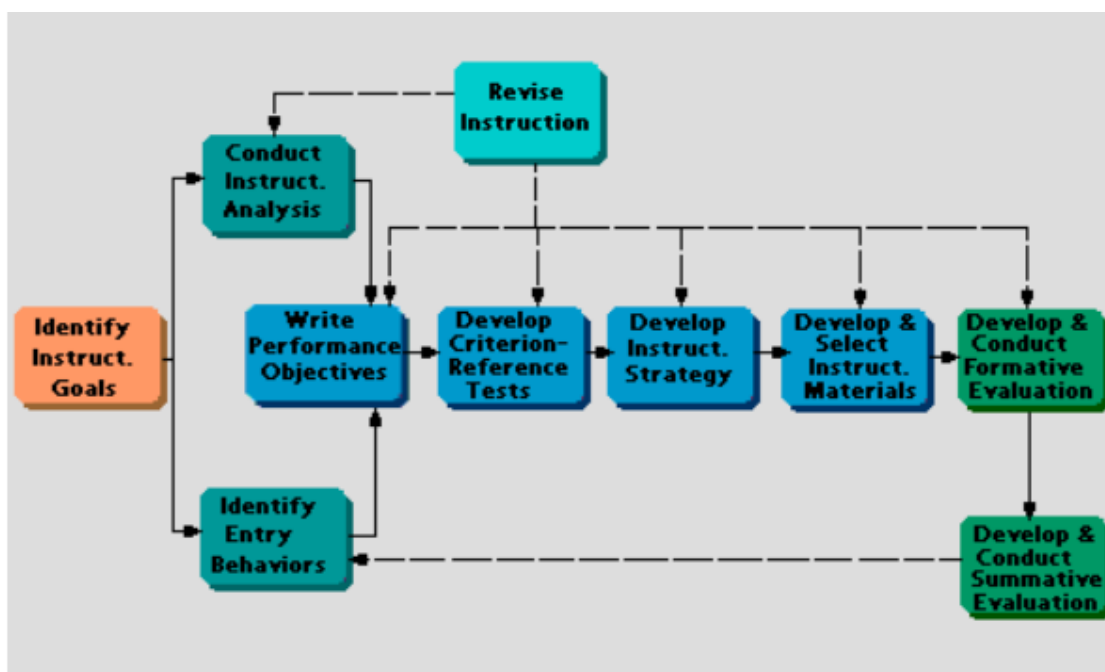 Revise
Instruction
Conduct
Instruct.
Analysis
Identify
Instruct.
Goals
Write
Performance
Objectives
Develop
Criterion-
Reference
Tests
Develop
Instruct.
Strategy
Develop &
Select
Instruct.
Materials
Develop &
Conduct
Formative
Evaluation
Identify
Entry
Behaviors
Develop &
Conduct
Summative
Evaluation